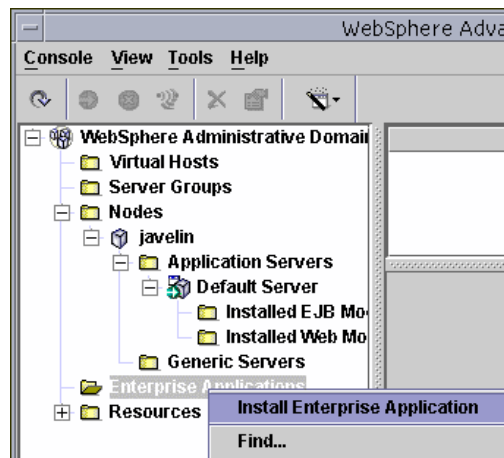 WebSphere Adva
Console View Tools Help
WebSphere Administrative Domain
Virtual Hosts
Server Groups
Nodes
javelin
Application Servers
Default Server
Installed EJB Mo
Installed Web Mo
Generic Servers
Enterprise Applications
Resources
Install Enterprise Application
Find...